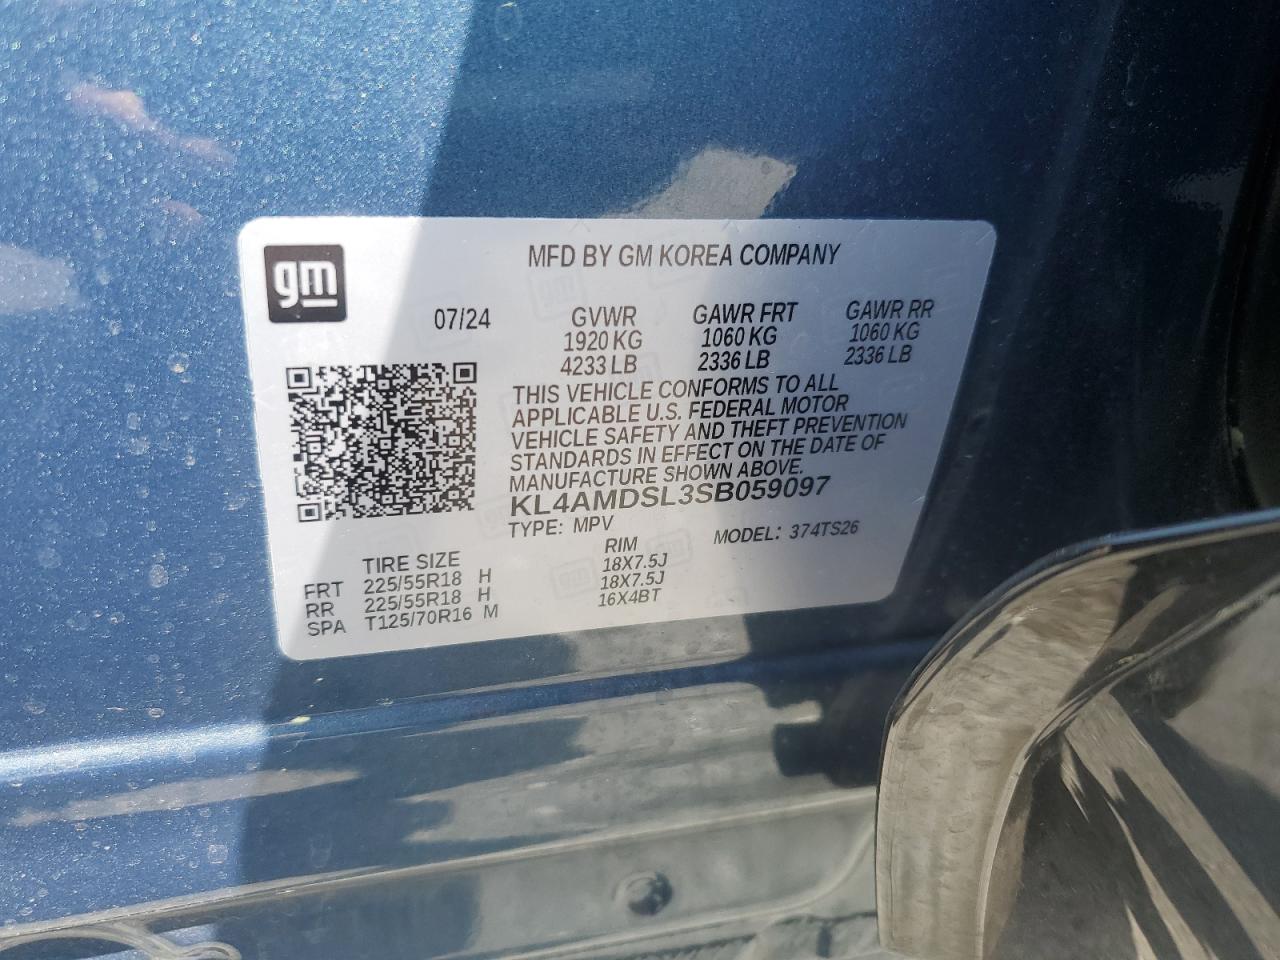 gm
MFD BY GM KOREA COMPANY
07/24
GVWR GAWR FRT GAWR RR
1920 KG 1060 KG 1060 KG
4233 LB 2336 LB 2336 LB
THIS VEHICLE CONFORMS TO ALL
APPLICABLE U.S. FEDERAL MOTOR
VEHICLE SAFETY AND THEFT PREVENTION
STANDARDS IN EFFECT ON THE DATE OF
MANUFACTURE SHOWN ABOVE.
KL4AMDSL3SB059097
TYPE: MPV MODEL: 374TS26
TIRE SIZE RIM
FRT 225/55R18 H 18X7.5J
RR 225/55R18 H 18X7.5J
SPA T125/70R16 M 16X4BT